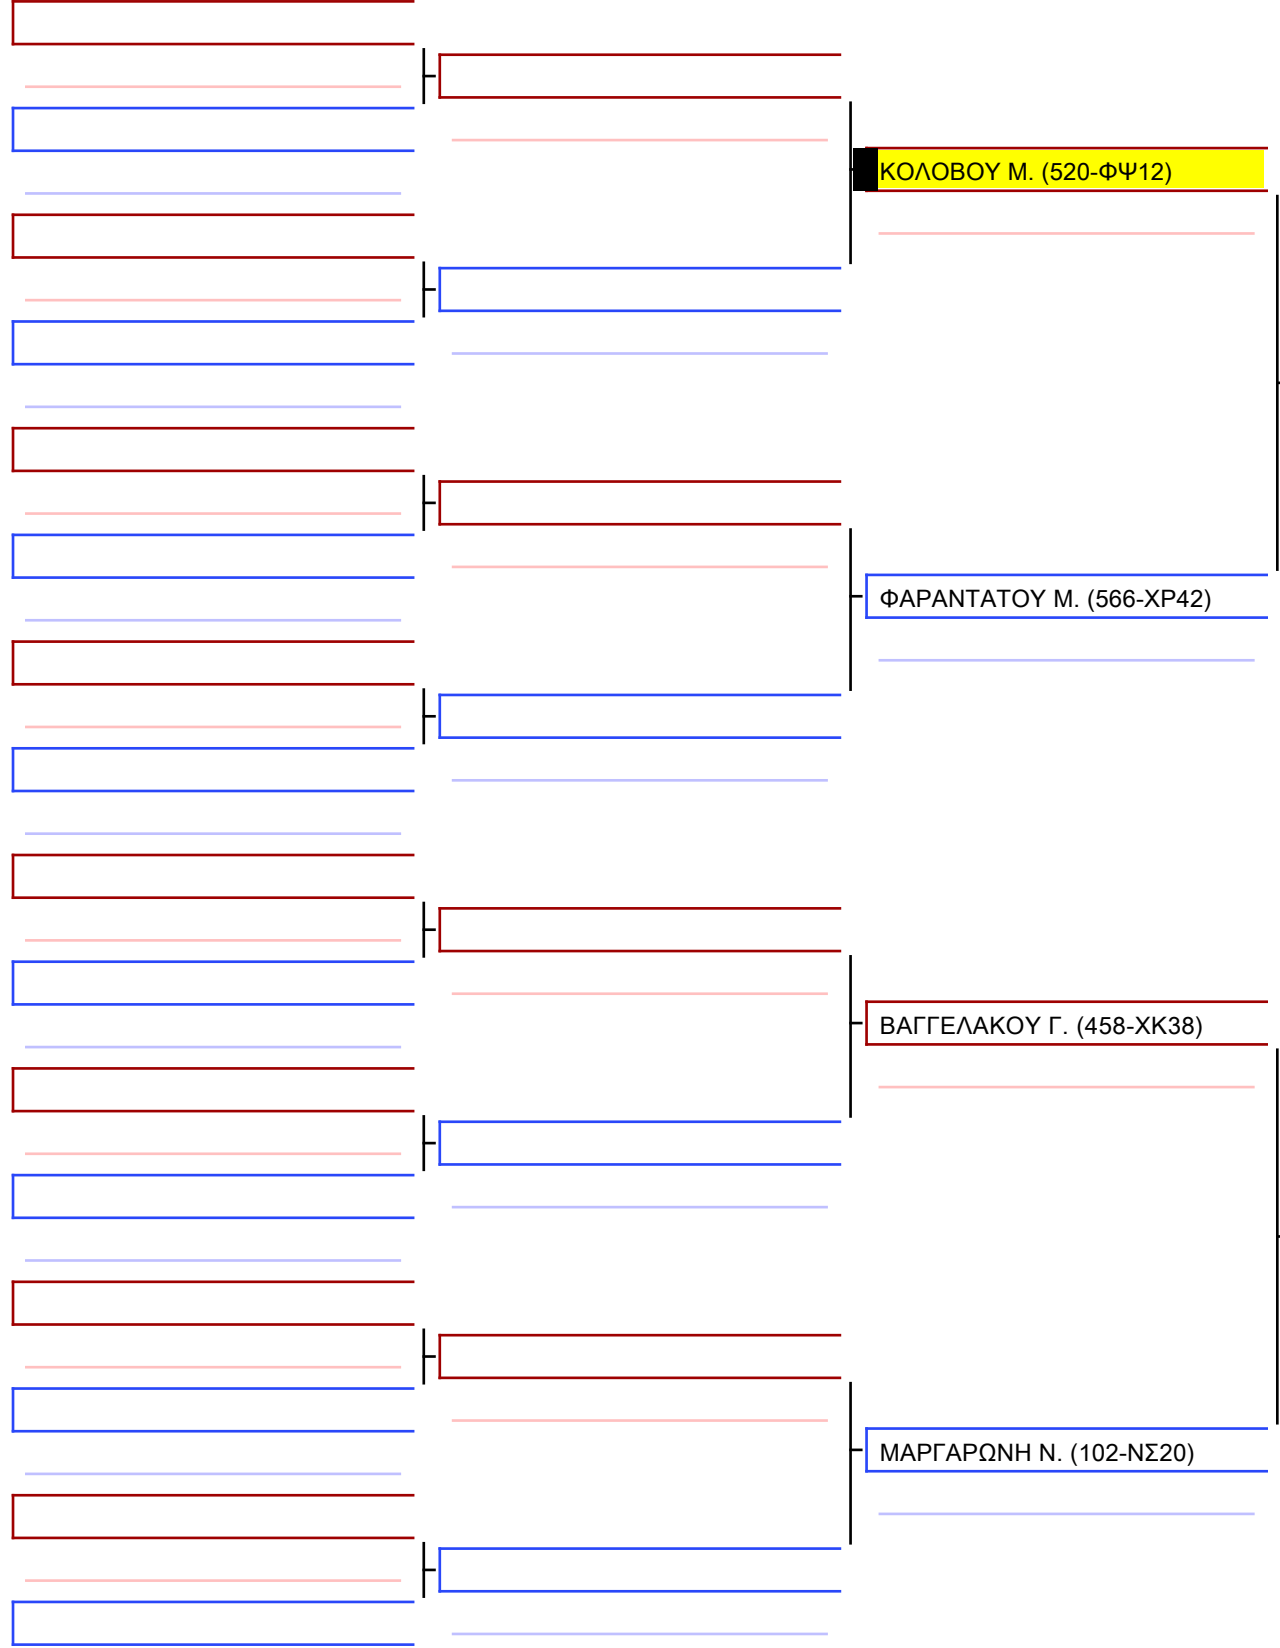 ΚΟΛΟΒΟΥ Μ. (520-ΦΨ12)
ΦΑΡΑΝΤΑΤΟΥ Μ. (566-ΧΡ42)
ΒΑΓΓΕΛΑΚΟΥ Γ. (458-ΧΚ38)
ΜΑΡΓΑΡΩΝΗ Ν. (102-ΝΣ20)